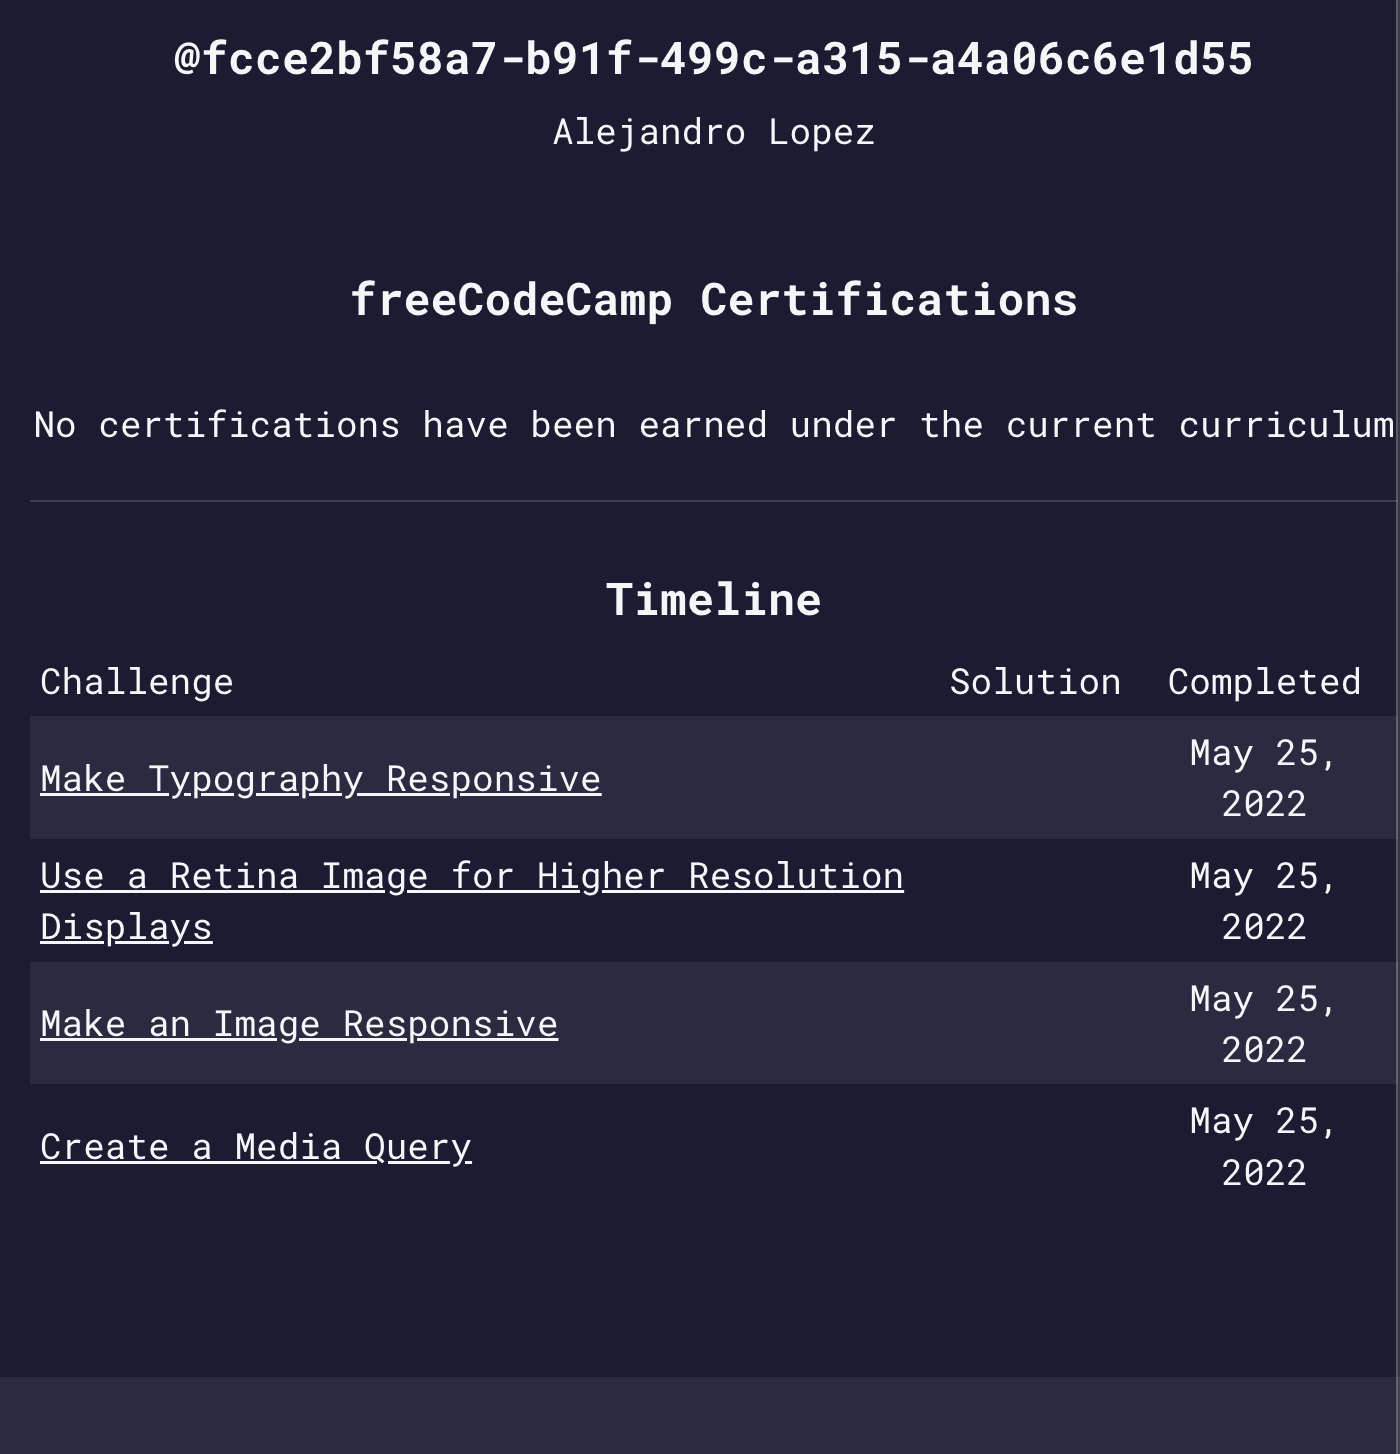 @fcce2bf58a7-b91f-499c-a315-a4a06c6e1d55
Alejandro Lopez
freeCodeCamp Certifications
No certifications have been earned under the current curriculum
Timeline
Challenge Solution Completed
Make Typography Responsive May 25,
2022
Use a Retina Image for Higher Resolution May 25,
Displays 2022
Make an Image Responsive May 25,
2022
Create a Media Query May 25,
2022